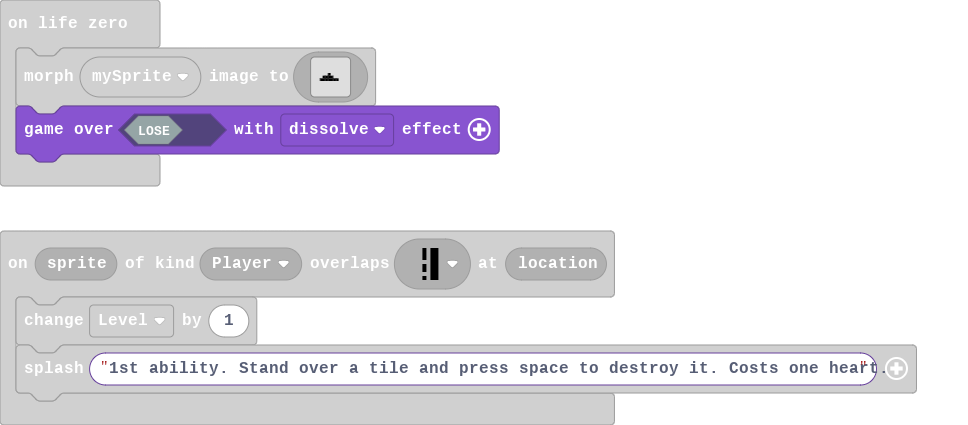 on life zero
morph mySprite image to
game over LOSE with dissolve effect
on sprite of kind Player overlaps at location
change Level by 1
splash "1st ability. Stand over a tile and press space to destroy it. Costs one heart."